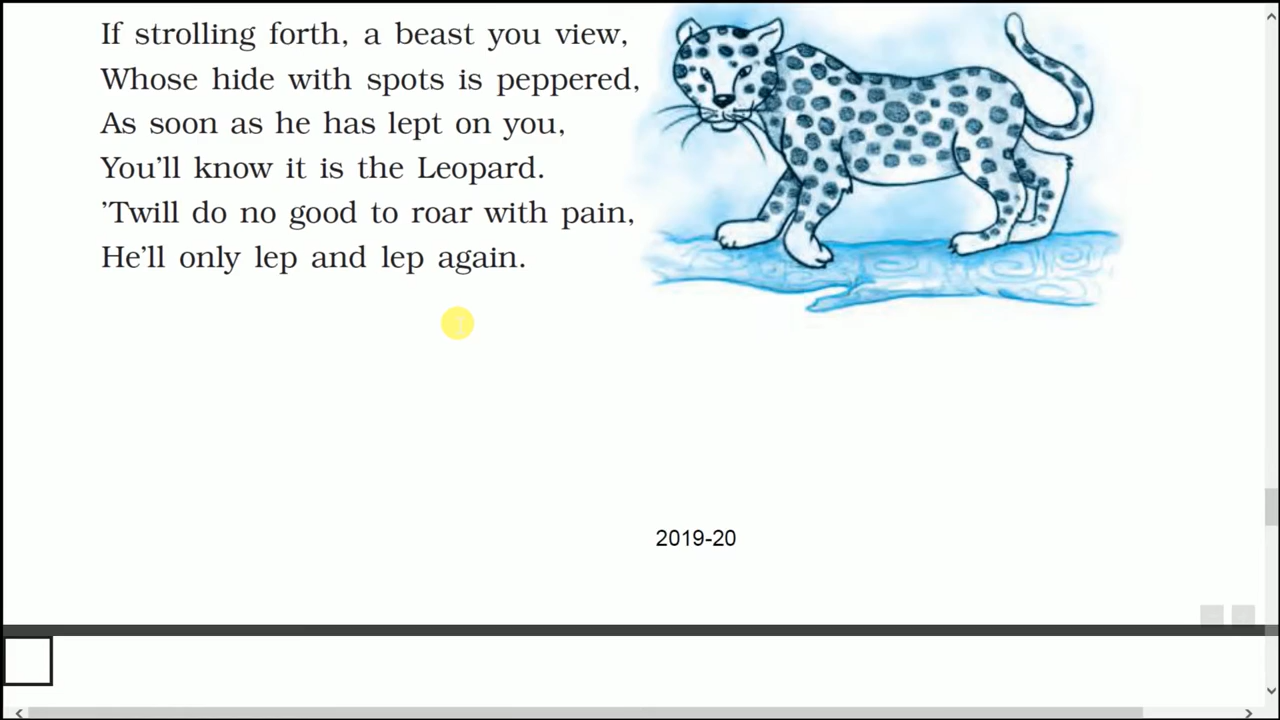 If strolling forth, a beast you view,
Whose hide with spots is peppered,
As soon as he has lept on you,
You’ll know it is the Leopard.
’Twill do no good to roar with pain,
He’ll only lep and lep again.
2019-20